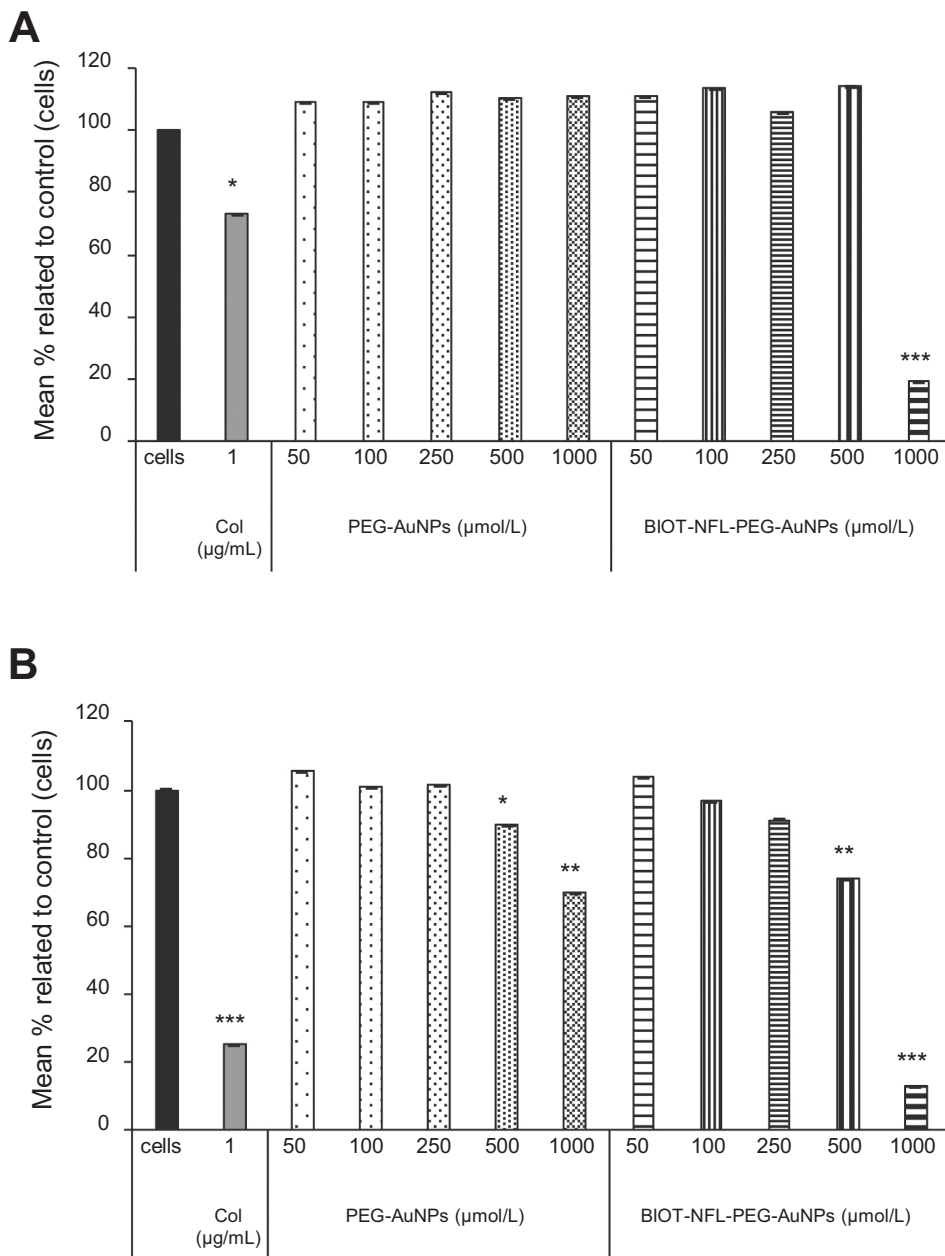 A
Mean % related to control (cells)
120
100
80
60
40
20
0
*
***
cells 1 50 100 250 500 1000 50 100 250 500 1000
Col
(µg/mL)
PEG-AuNPs (µmol/L) BIOT-NFL-PEG-AuNPs (µmol/L)
B
Mean % related to control (cells)
120
100
80
60
40
20
0
***
*
**
**
***
cells 1 50 100 250 500 1000 50 100 250 500 1000
Col
(µg/mL)
PEG-AuNPs (µmol/L) BIOT-NFL-PEG-AuNPs (µmol/L)